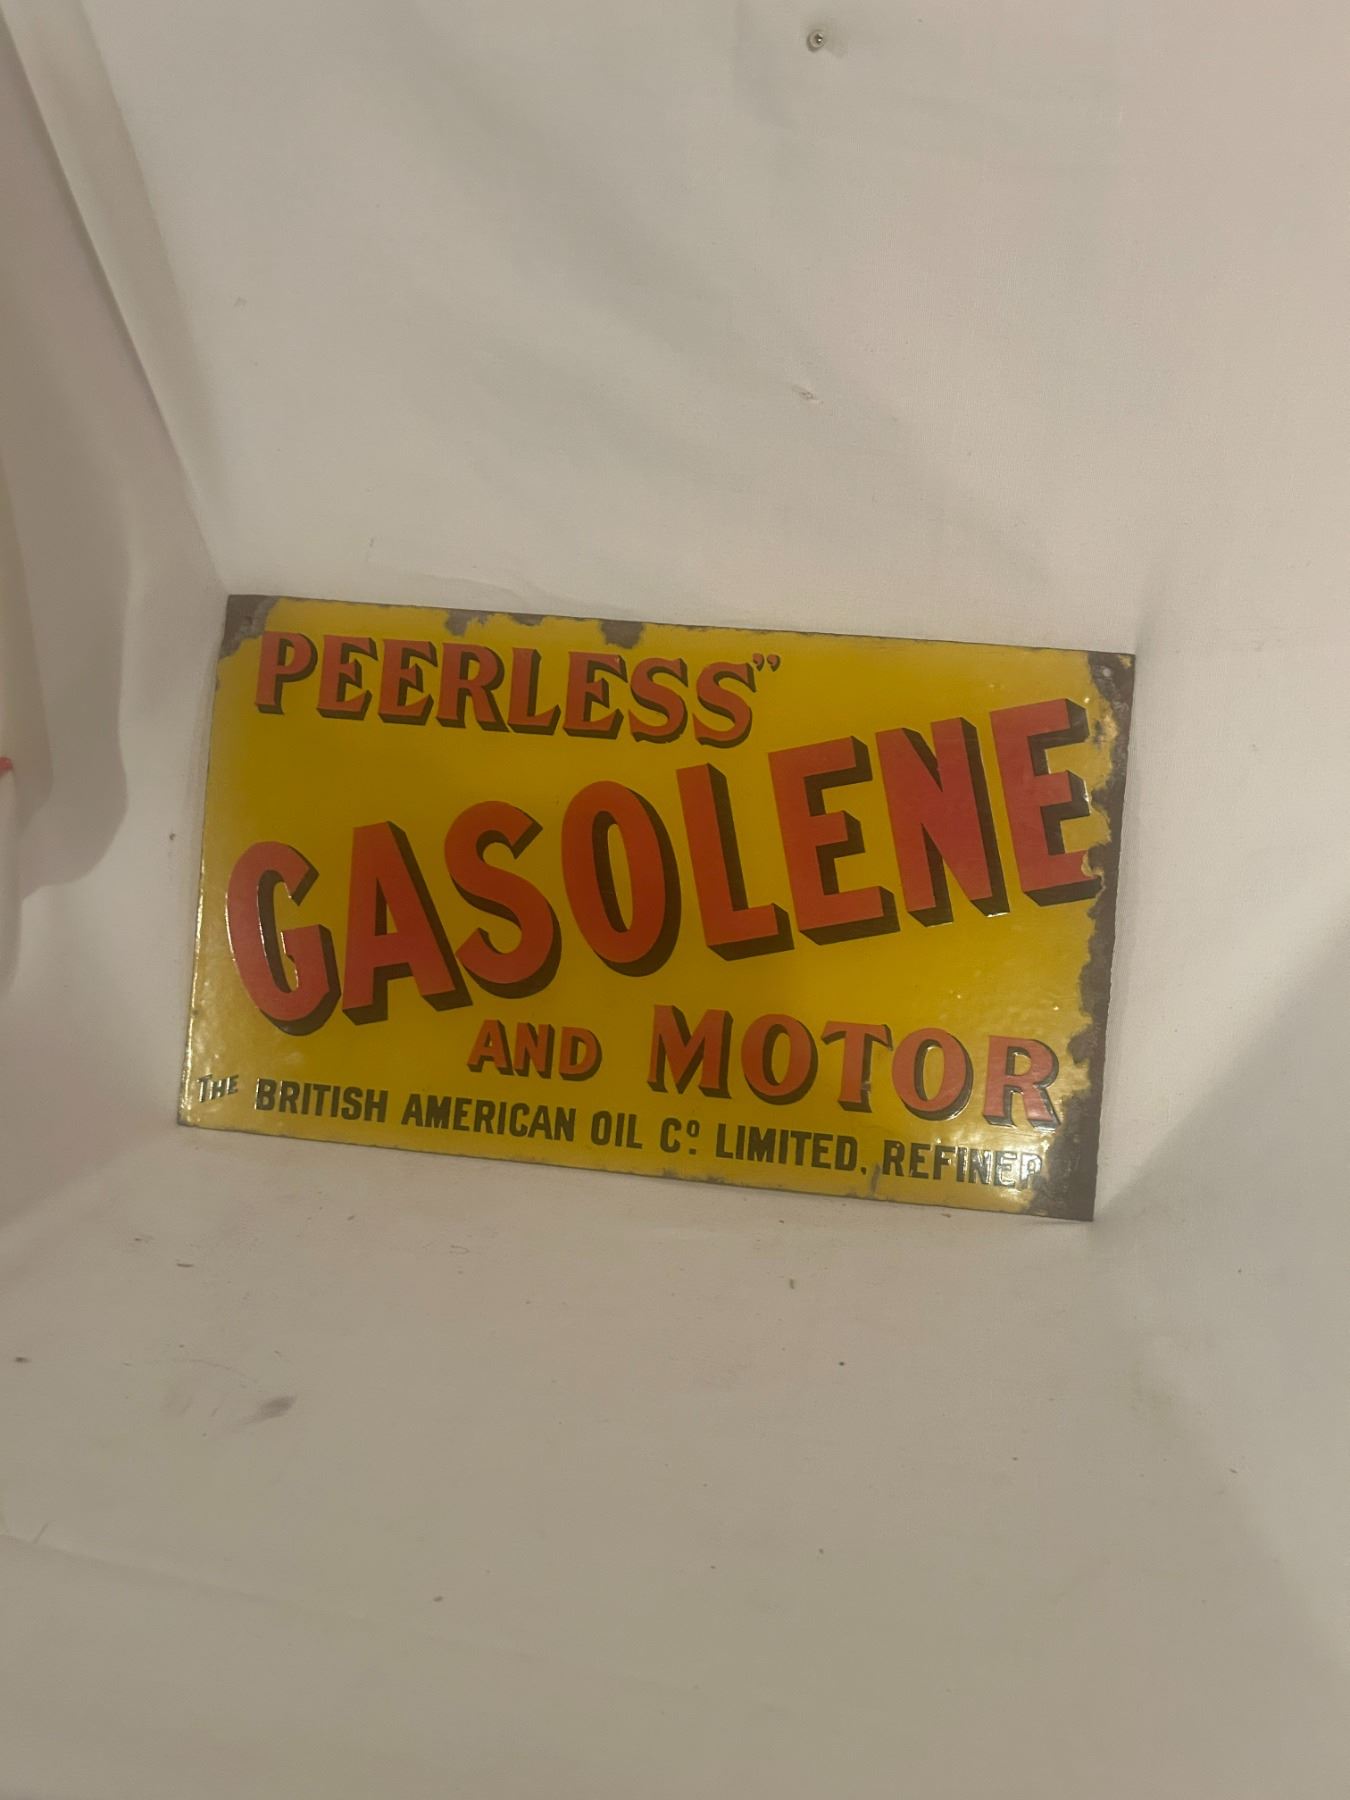 PEERLESS”
GASOLENE
AND MOTOR
THE BRITISH AMERICAN OIL Cº LIMITED, REFINER